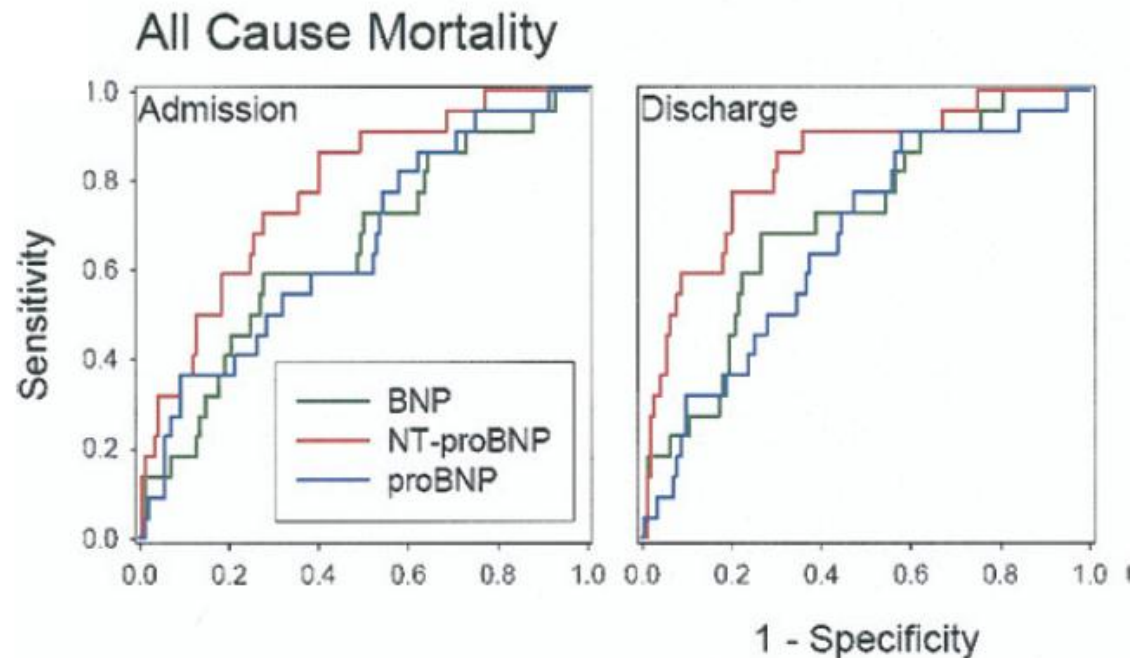 All Cause Mortality
Admission
Discharge
Sensitivity
1.0
0.8
0.6
0.4
0.2
0.0
BNP
NT-proBNP
proBNP
0.0 0.2 0.4 0.6 0.8 1.0
0.0 0.2 0.4 0.6 0.8 1.0
1 - Specificity